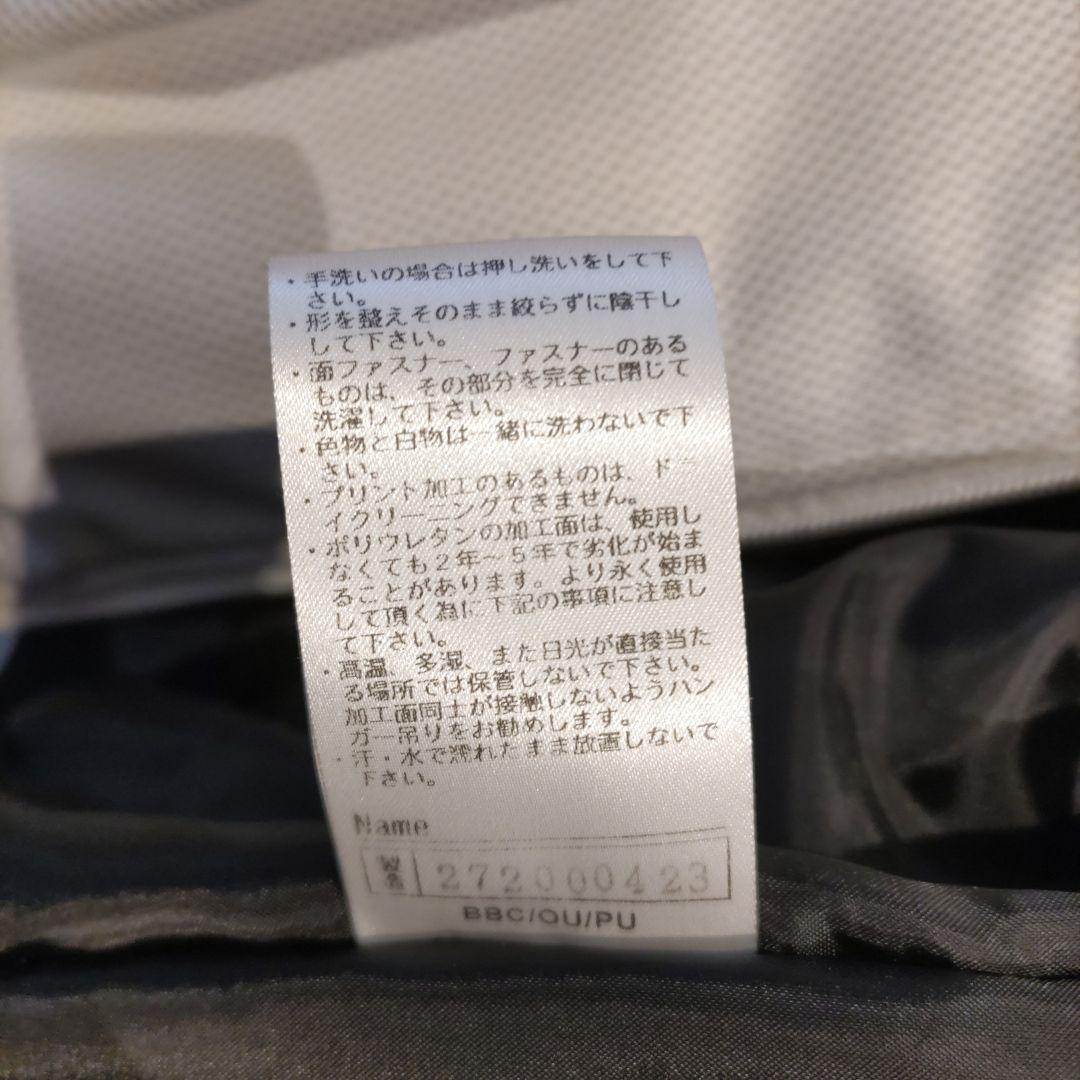 ・手洗いの場合は押し洗いをして下
さい。
・形を整えそのまま絞らずに陰干し
して下さい。
・面ファスナー、ファスナーのある
ものは、その部分を完全に閉じて
洗濯して下さい。
・色物と白物は一緒に洗わないで下
さい。
・プリント加工のあるものは、ドラ
イクリーニングできません。
・ポリウレタンの加工面は、使用し
なくても2年〜5年で劣化が始ま
ることがあります。より永く使用
して頂く為に下記の事項に注意し
て下さい。
・高温、多湿、また日光が直接当た
る場所では保管しないで下さい。
加工面同士が接触しないようハン
ガー吊りをお勧めします。
・汗・水で濡れたまま放置しないで
下さい。
Name
272000423
BBC/OU/PU